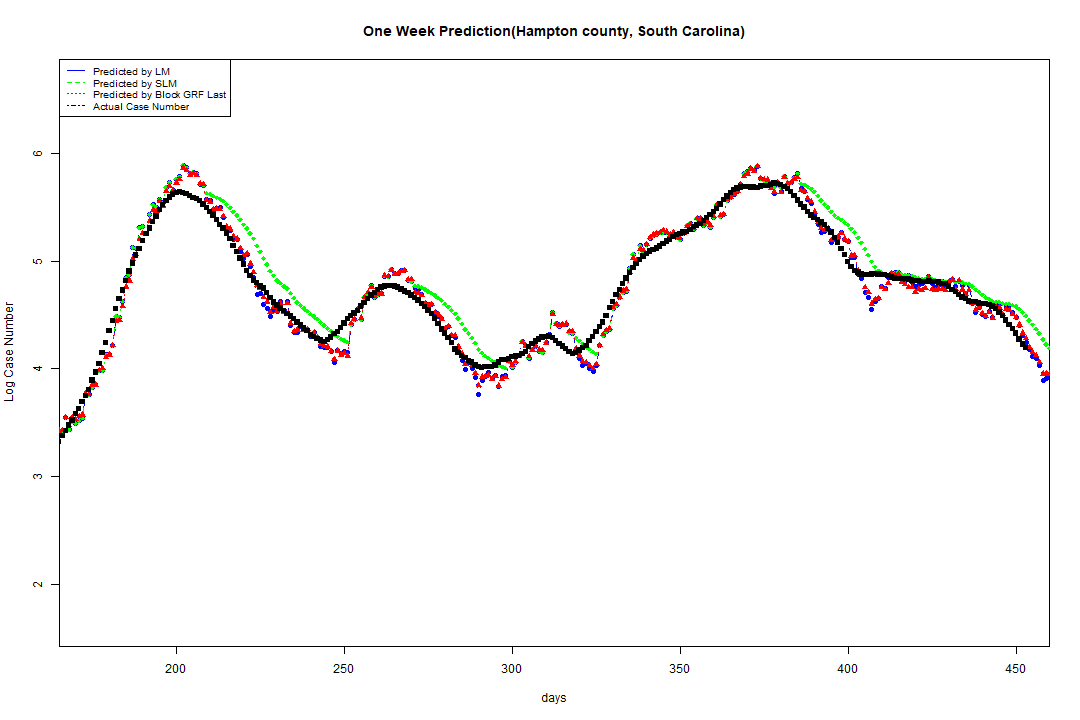 One Week Prediction(Hampton county, South Carolina)
Predicted by LM
Predicted by SLM
Predicted by Block GRF Last
Actual Case Number
6
5
4
3
2
Log Case Number
200 250 300 350 400 450
days